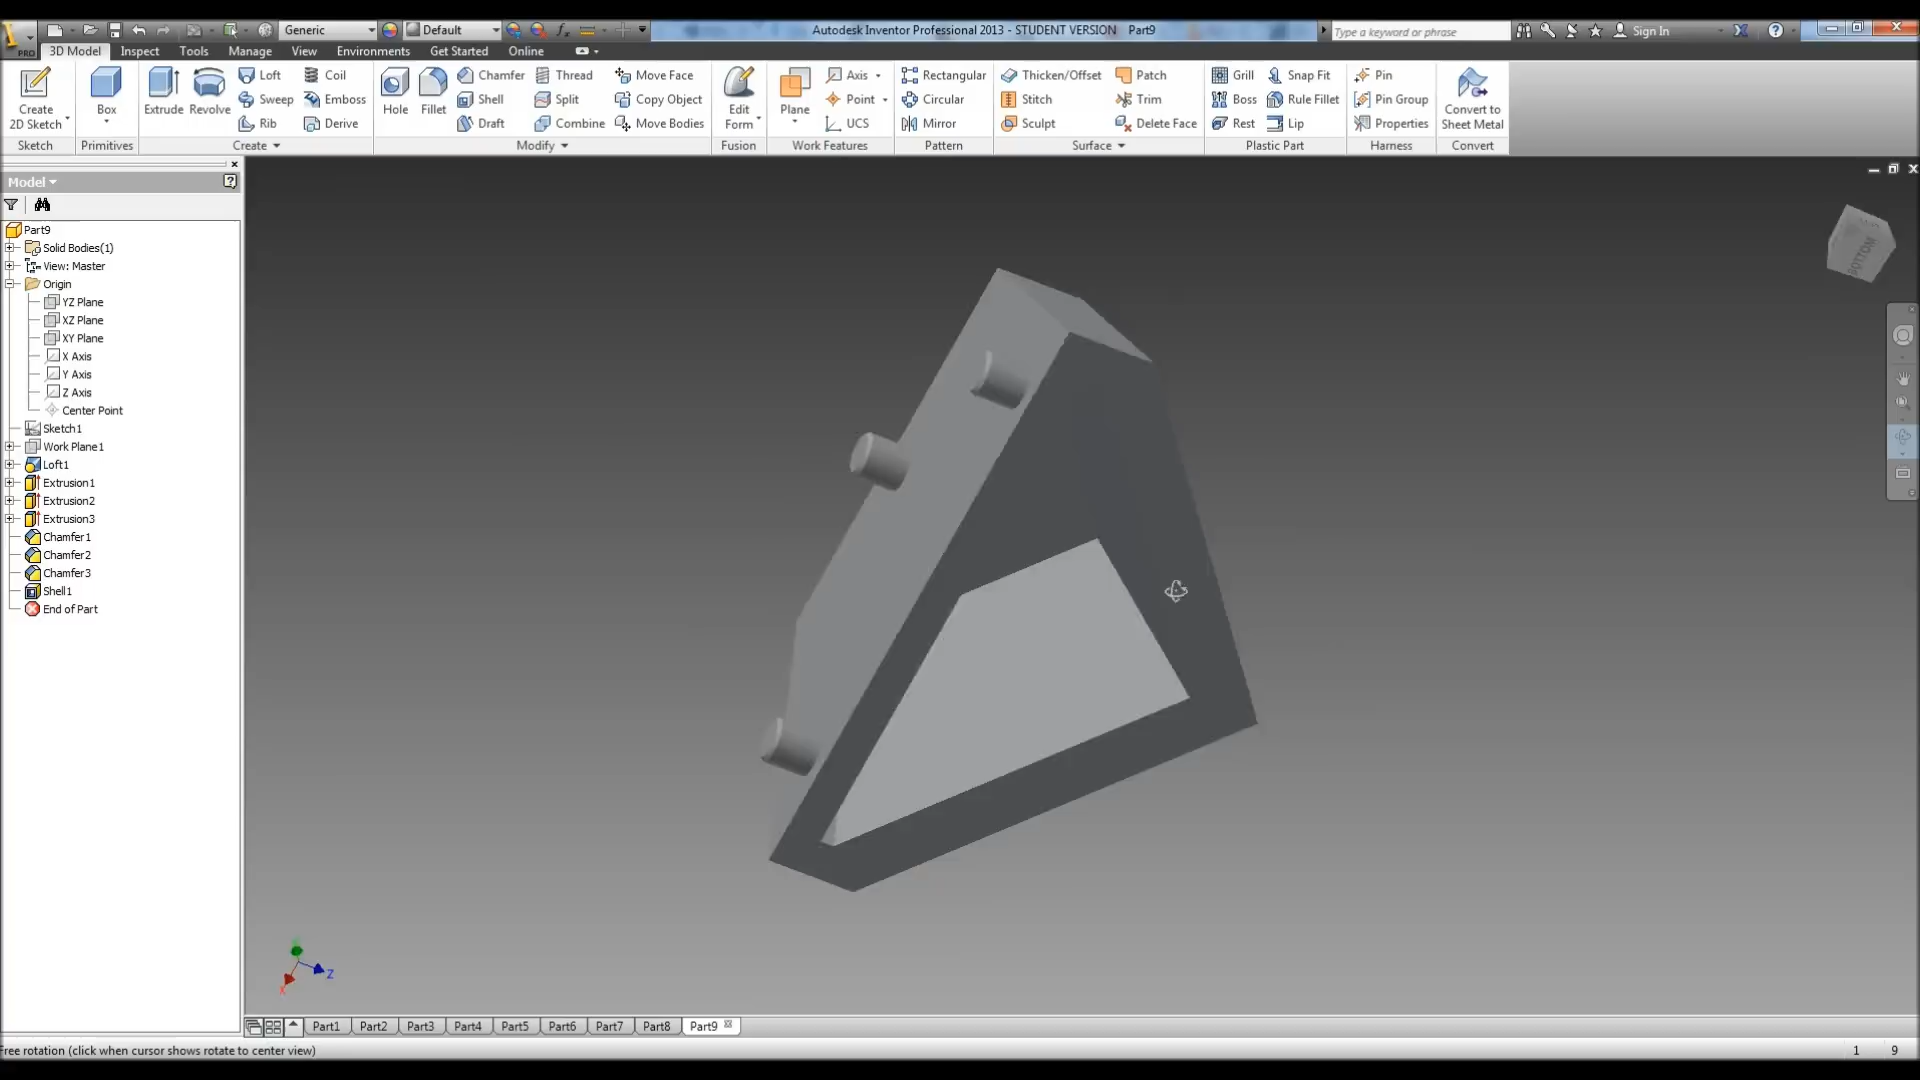 Generic Default Autodesk Inventor Professional 2013 - STUDENT VERSION Part9 Type a keyword or phrase Sign In
PRO 3D Model Inspect Tools Manage View Environments Get Started Online
Create 2D Sketch
Box
Extrude Revolve
Loft Coil
Sweep Emboss
Rib Derive
Hole Fillet
Chamfer Thread Move Face
Shell Split Copy Object
Draft Combine Move Bodies
Edit Form
Plane
Axis
Point
UCS
Rectangular
Circular
Mirror
Thicken/Offset Patch
Stitch Trim
Sculpt Delete Face
Grill Snap Fit
Boss Rule Fillet
Rest Lip
Pin
Pin Group
Properties
Convert to Sheet Metal
Sketch Primitives Create Modify Fusion Work Features Pattern Surface Plastic Part Harness Convert
Model
Part9
Solid Bodies(1)
View: Master
Origin
YZ Plane
XZ Plane
XY Plane
X Axis
Y Axis
Z Axis
Center Point
Sketch1
Work Plane1
Loft1
Extrusion1
Extrusion2
Extrusion3
Chamfer1
Chamfer2
Chamfer3
Shell1
End of Part
BOTTOM
Z
X
Part1 Part2 Part3 Part4 Part5 Part6 Part7 Part8 Part9
Free rotation (click when cursor shows rotate to center view) 1 9